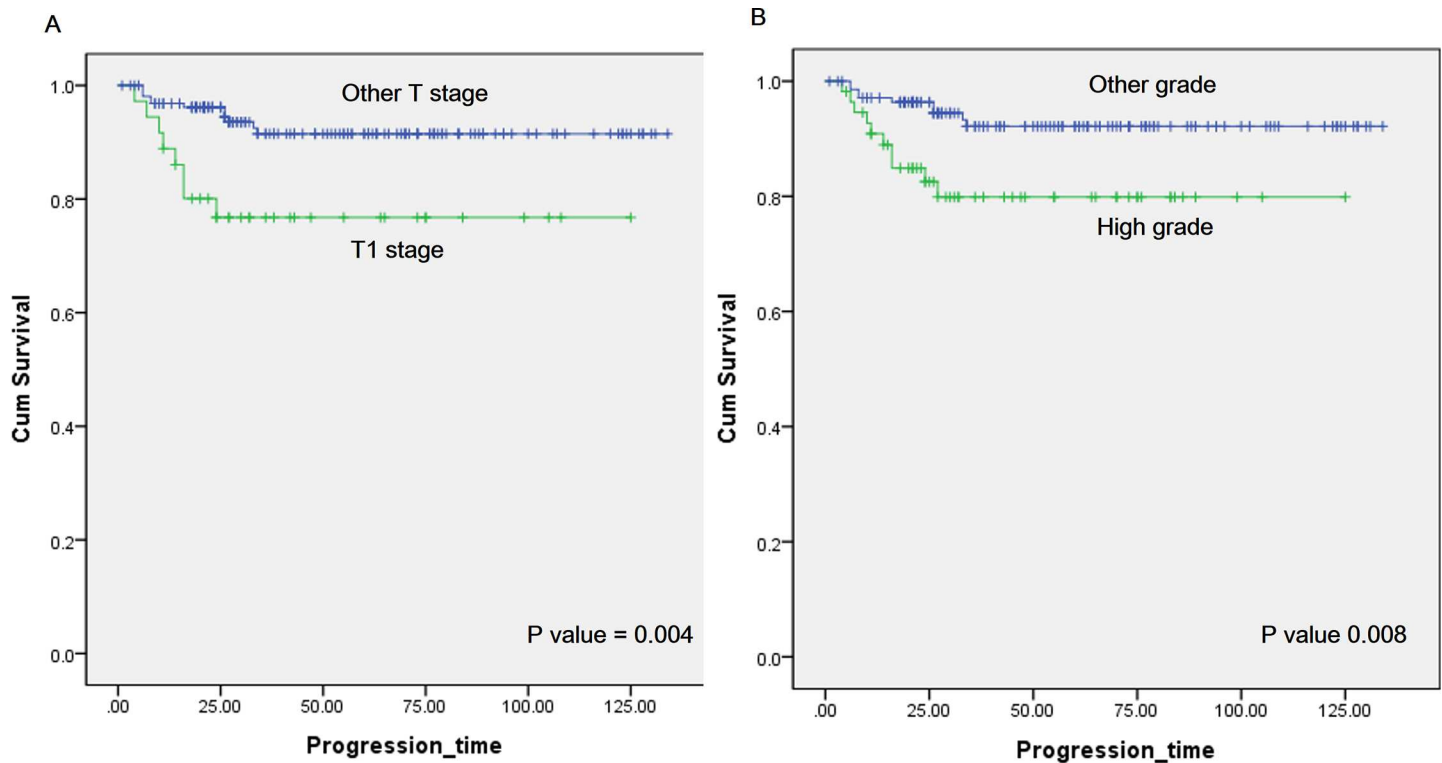 A
Other T stage
T1 stage
P value = 0.004
Cum Survival
1.0
0.8
0.6
0.4
0.2
0.0
.00 25.00 50.00 75.00 100.00 125.00
Progression_time
B
Other grade
High grade
P value 0.008
Cum Survival
1.0
0.8
0.6
0.4
0.2
0.0
.00 25.00 50.00 75.00 100.00 125.00
Progression_time